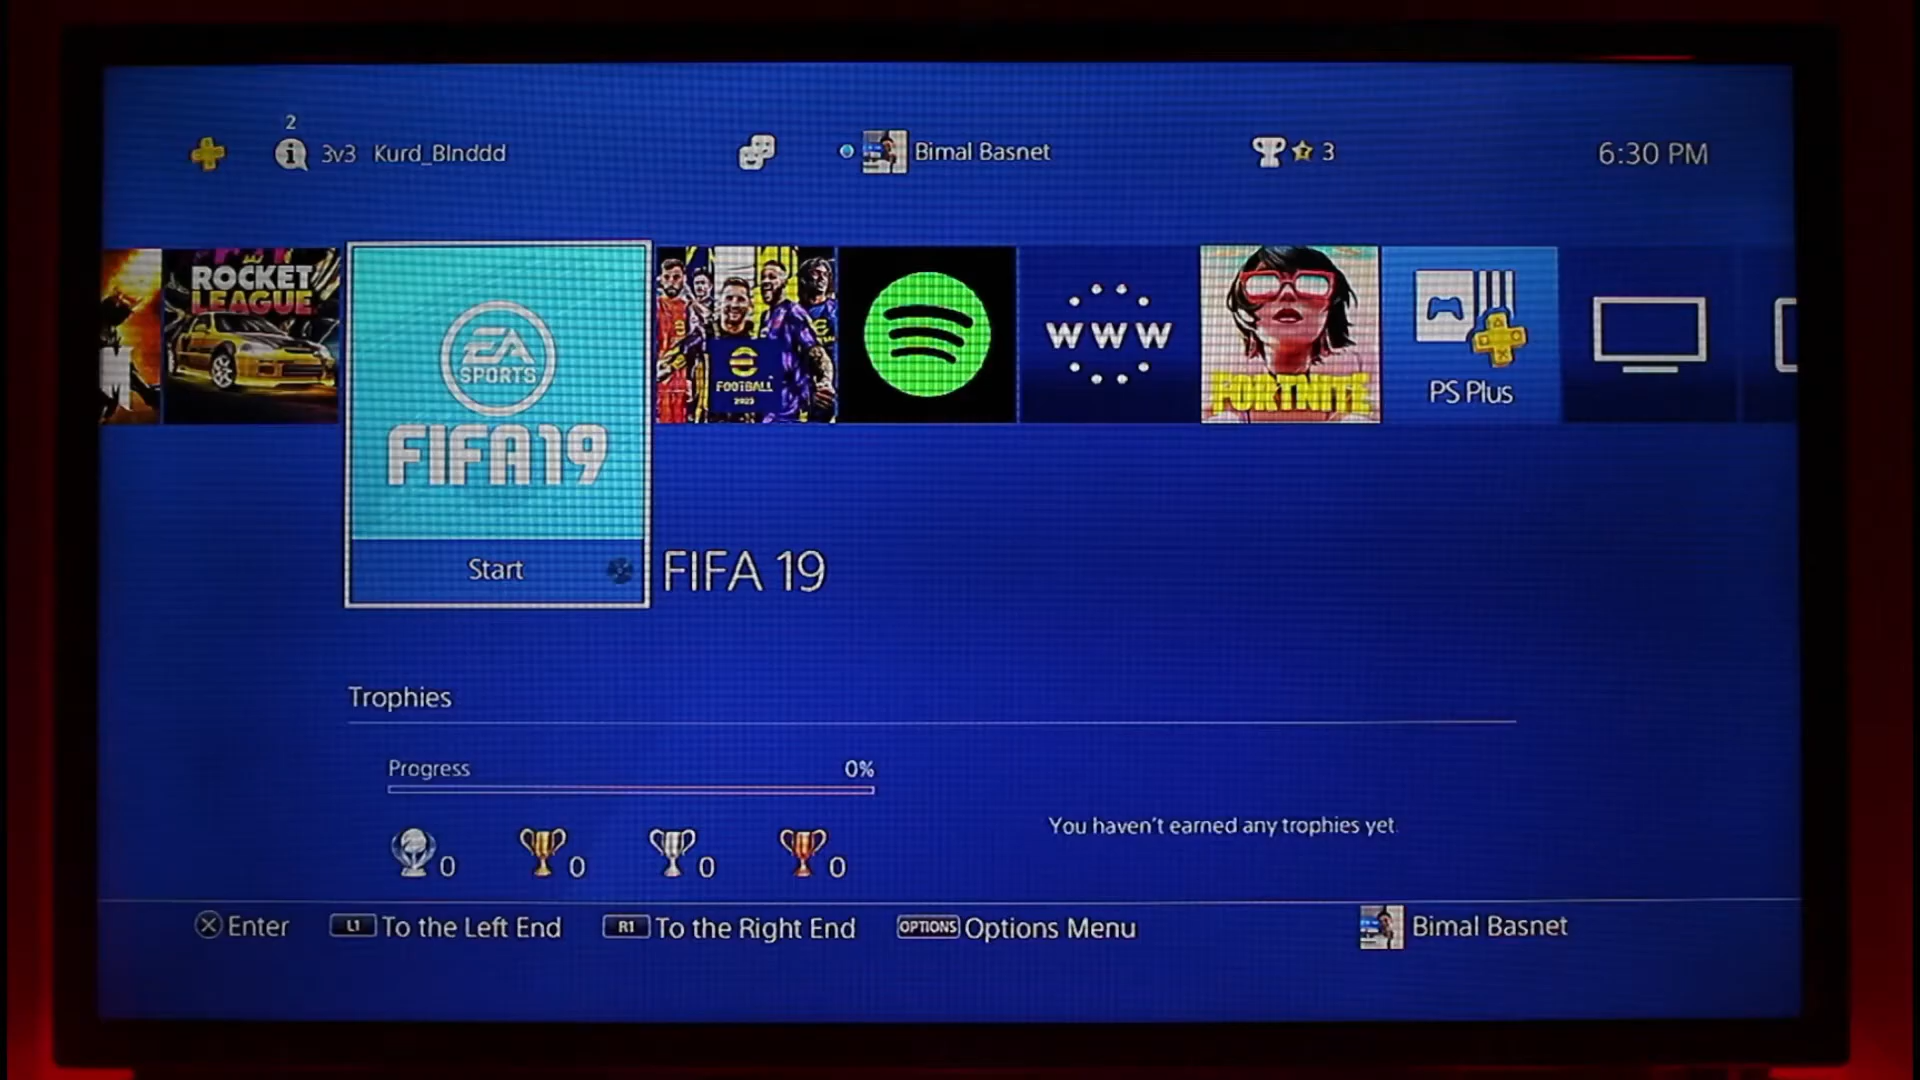 2
3v3 Kurd_Blnddd
Bimal Basnet
3
6:30 PM
M
ROCKET
LEAGUE
EA
SPORTS
FIFA19
Start
FIFA 19
FOOTBALL
2023
WWW
FORTNITE
PS Plus
Trophies
Progress
0%
You haven't earned any trophies yet.
0
0
0
0
Enter
L1 To the Left End
R1 To the Right End
OPTIONS Options Menu
Bimal Basnet